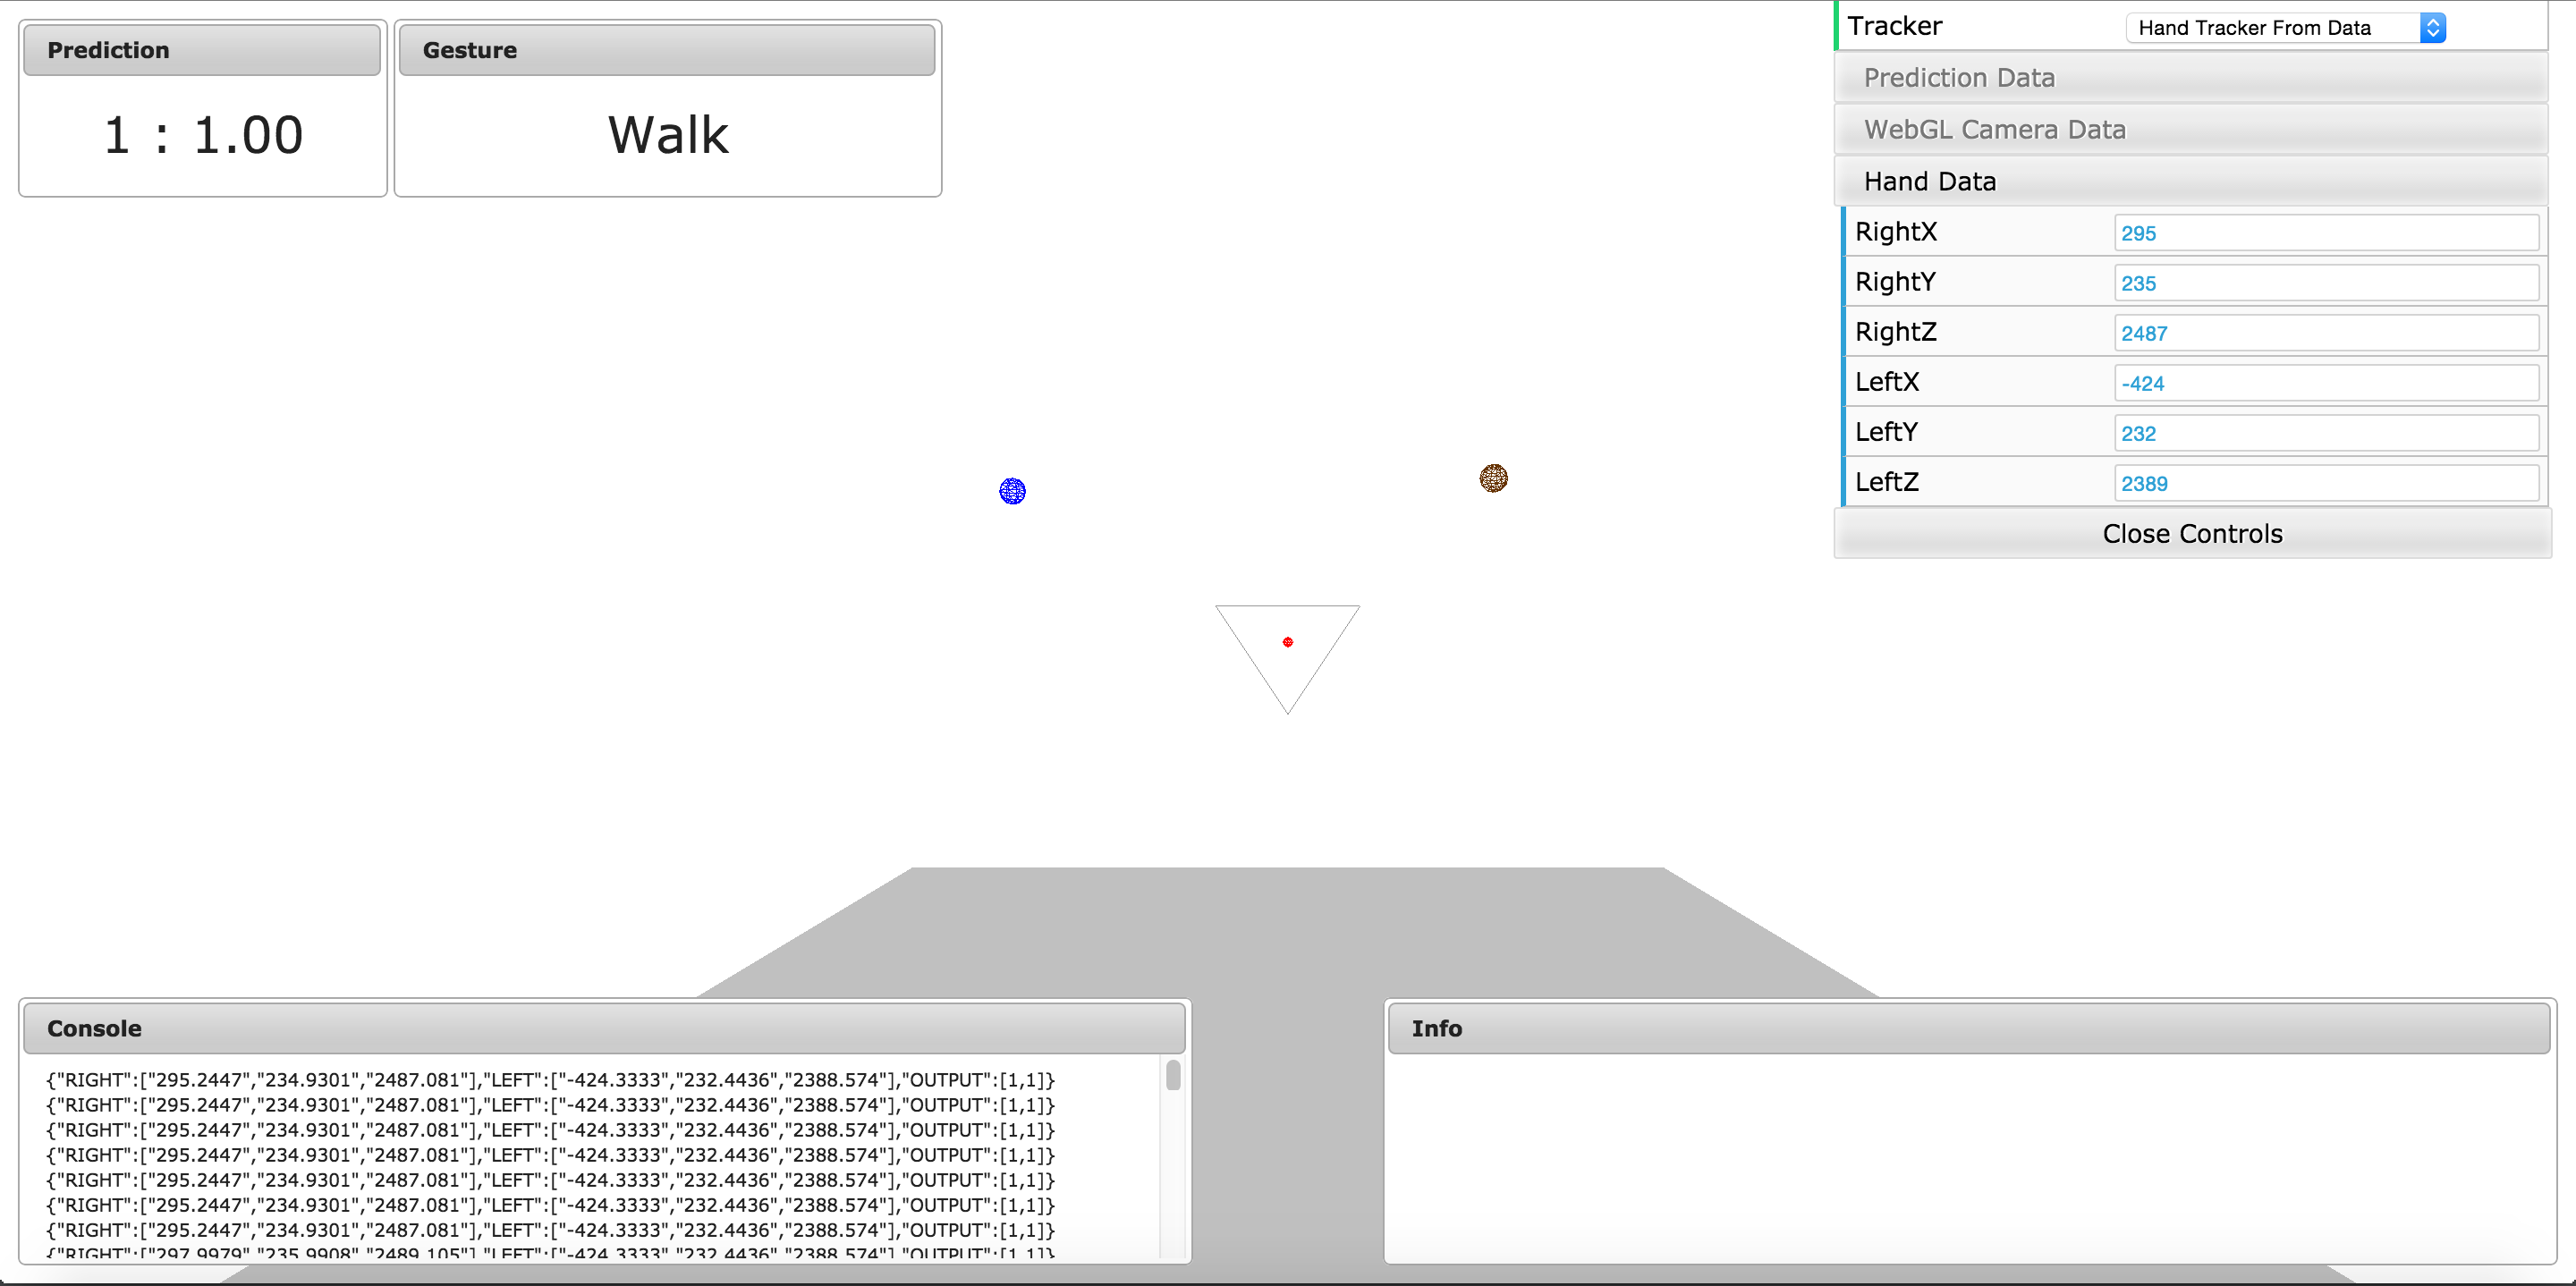 Prediction
1 : 1.00
Gesture
Walk
Tracker Hand Tracker From Data
Prediction Data
WebGL Camera Data
Hand Data
RightX 295
RightY 235
RightZ 2487
LeftX -424
LeftY 232
LeftZ 2389
Close Controls
Console
{"RIGHT":["295.2447","234.9301","2487.081"],"LEFT":["-424.3333","232.4436","2388.574"],"OUTPUT":[1,1]}
{"RIGHT":["295.2447","234.9301","2487.081"],"LEFT":["-424.3333","232.4436","2388.574"],"OUTPUT":[1,1]}
{"RIGHT":["295.2447","234.9301","2487.081"],"LEFT":["-424.3333","232.4436","2388.574"],"OUTPUT":[1,1]}
{"RIGHT":["295.2447","234.9301","2487.081"],"LEFT":["-424.3333","232.4436","2388.574"],"OUTPUT":[1,1]}
{"RIGHT":["295.2447","234.9301","2487.081"],"LEFT":["-424.3333","232.4436","2388.574"],"OUTPUT":[1,1]}
{"RIGHT":["295.2447","234.9301","2487.081"],"LEFT":["-424.3333","232.4436","2388.574"],"OUTPUT":[1,1]}
{"RIGHT":["295.2447","234.9301","2487.081"],"LEFT":["-424.3333","232.4436","2388.574"],"OUTPUT":[1,1]}
{"RIGHT":["297.9979","235.9908","2489.105"],"LEFT":["-424.3333","232.4436","2388.574"],"OUTPUT":[1,1]}
Info